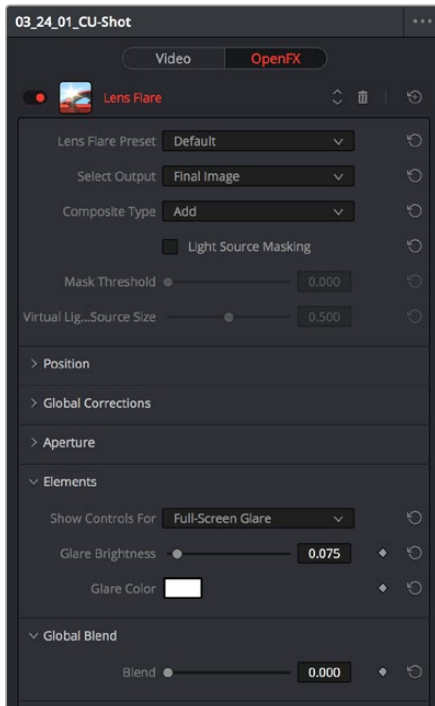 03_24_01_CU-Shot
Video OpenFX
Lens Flare
Lens Flare Preset Default
Select Output Final Image
Composite Type Add
Light Source Masking
Mask Threshold 0.000
Virtual Lig...Source Size 0.500
Position
Global Corrections
Aperture
Elements
Show Controls For Full-Screen Glare
Glare Brightness 0.075
Glare Color
Global Blend
Blend 0.000